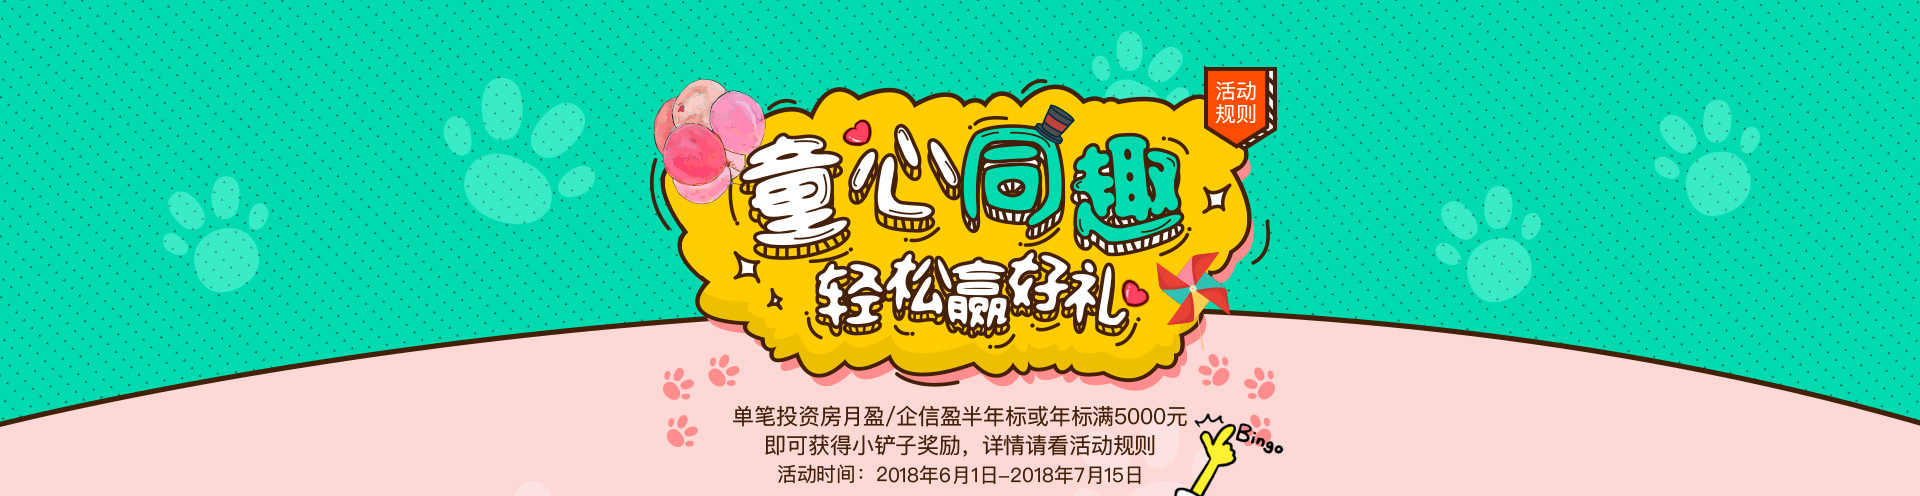 活动
规则
童心同趣
轻松赢好礼
单笔投资房月盈/企信盈半年标或年标满5000元
即可获得小铲子奖励，详情请看活动规则
活动时间：2018年6月1日-2018年7月15日
Bingo